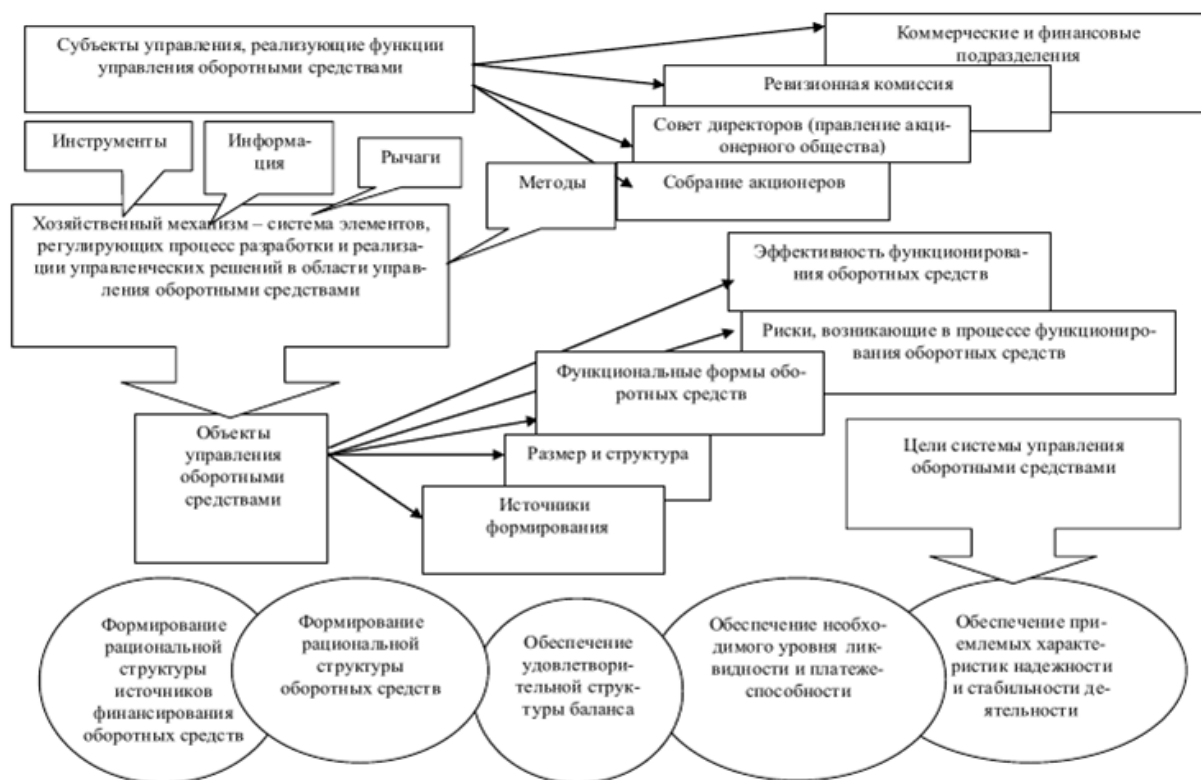 Субъекты управления, реализующие функции
управления оборотными средствами
Коммерческие и финансовые
подразделения
Ревизионная комиссия
Совет директоров (правление акци-
онерного общества)
Собрание акционеров
Инструменты
Информа-
ция
Рычаги
Методы
Хозяйственный механизм – система элементов,
регулирующих процесс разработки и реализа-
ции управленческих решений в области управ-
ления оборотными средствами
Эффективность функционирова-
ния оборотных средств
Риски, возникающие в процессе функциониро-
вания оборотных средств
Функциональные формы обо-
ротных средств
Размер и структура
Источники
формирования
Объекты
управления
оборотными
средствами
Цели системы управления
оборотными средствами
Формирование
рациональной
структуры
источников
финансирования
оборотных средств
Формирование
рациональной
структуры
оборотных средств
Обеспечение
удовлетвори-
тельной струк-
туры баланса
Обеспечение необхо-
димого уровня лик-
видности и платеже-
способности
Обеспечение при-
емлемых характе-
ристик надежности
и стабильности де-
ятельности